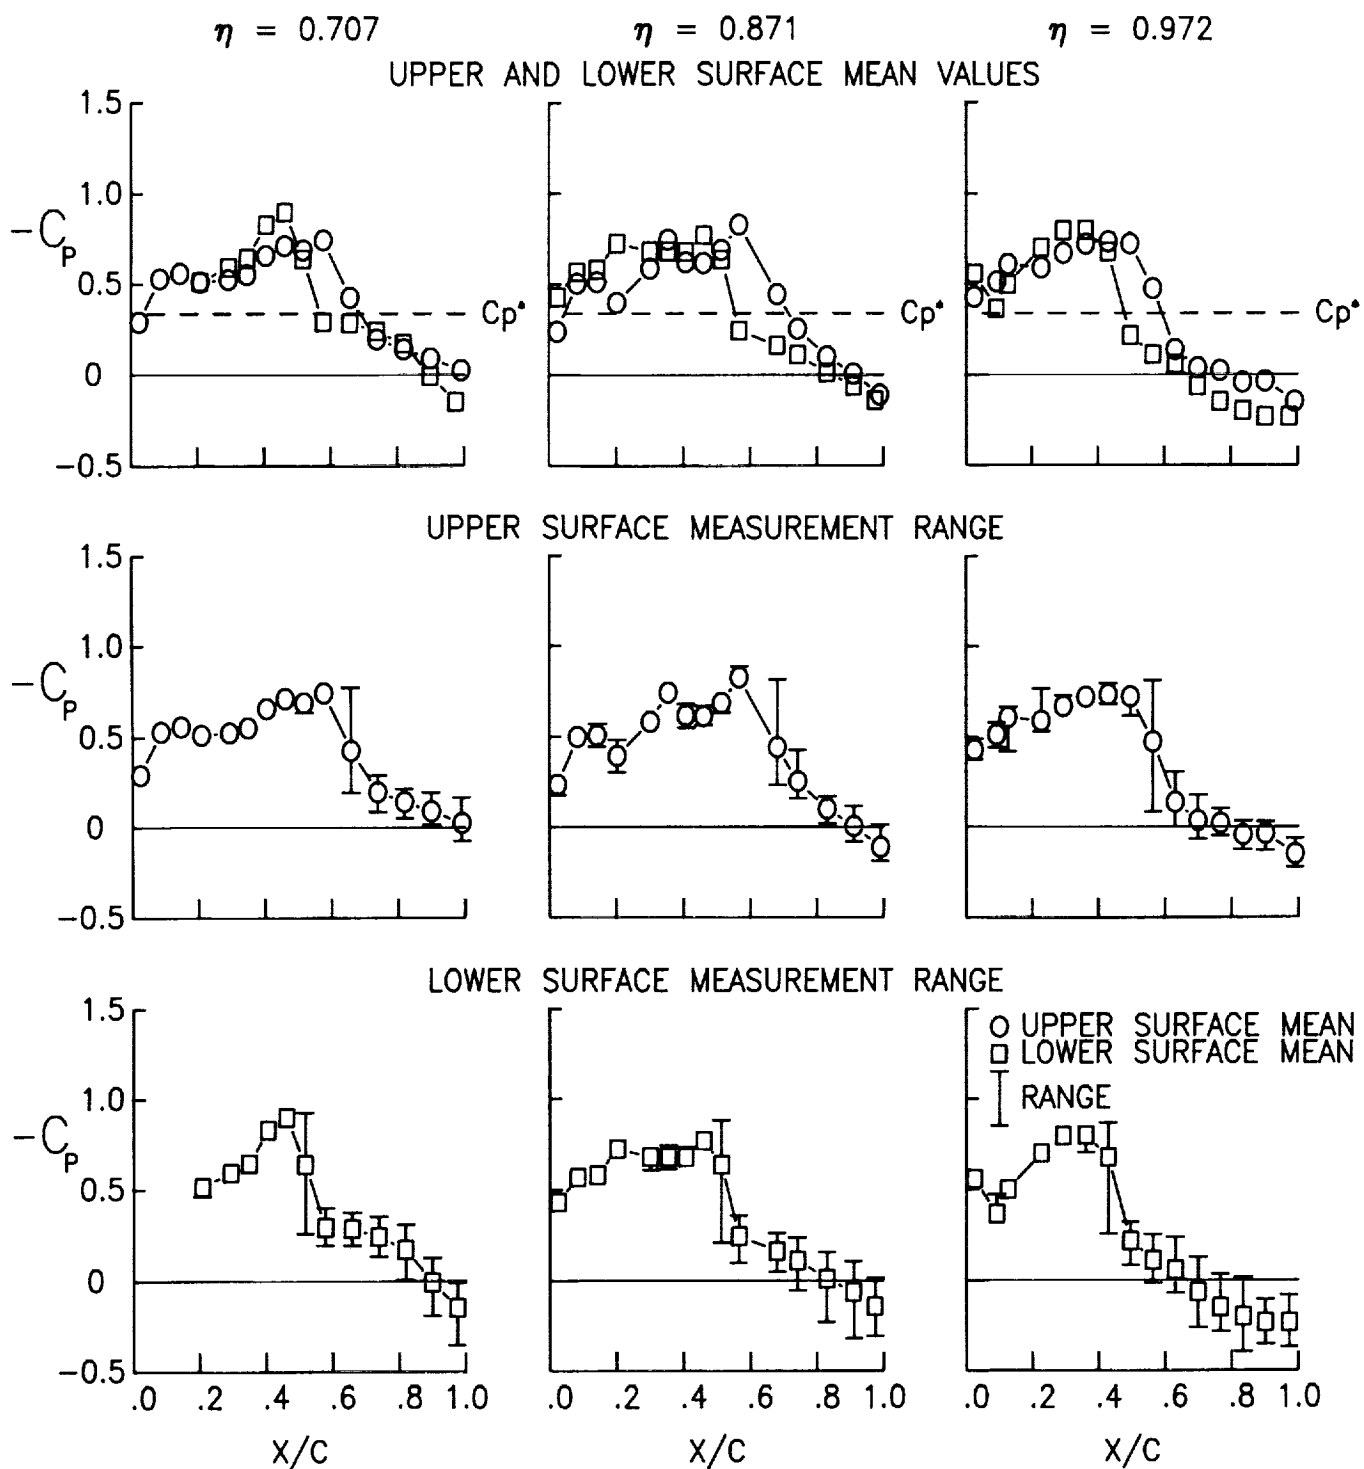 η = 0.707 η = 0.871 η = 0.972
UPPER AND LOWER SURFACE MEAN VALUES
1.5
1.0
-Cp
0.5
Cp* Cp* Cp*
0
-0.5
UPPER SURFACE MEASUREMENT RANGE
1.5
1.0
-Cp
0.5
0
-0.5
LOWER SURFACE MEASUREMENT RANGE
1.5
UPPER SURFACE MEAN
LOWER SURFACE MEAN
RANGE
1.0
-Cp
0.5
0
-0.5
.0 .2 .4 .6 .8 1.0 .0 .2 .4 .6 .8 1.0 .0 .2 .4 .6 .8 1.0
X/C X/C X/C